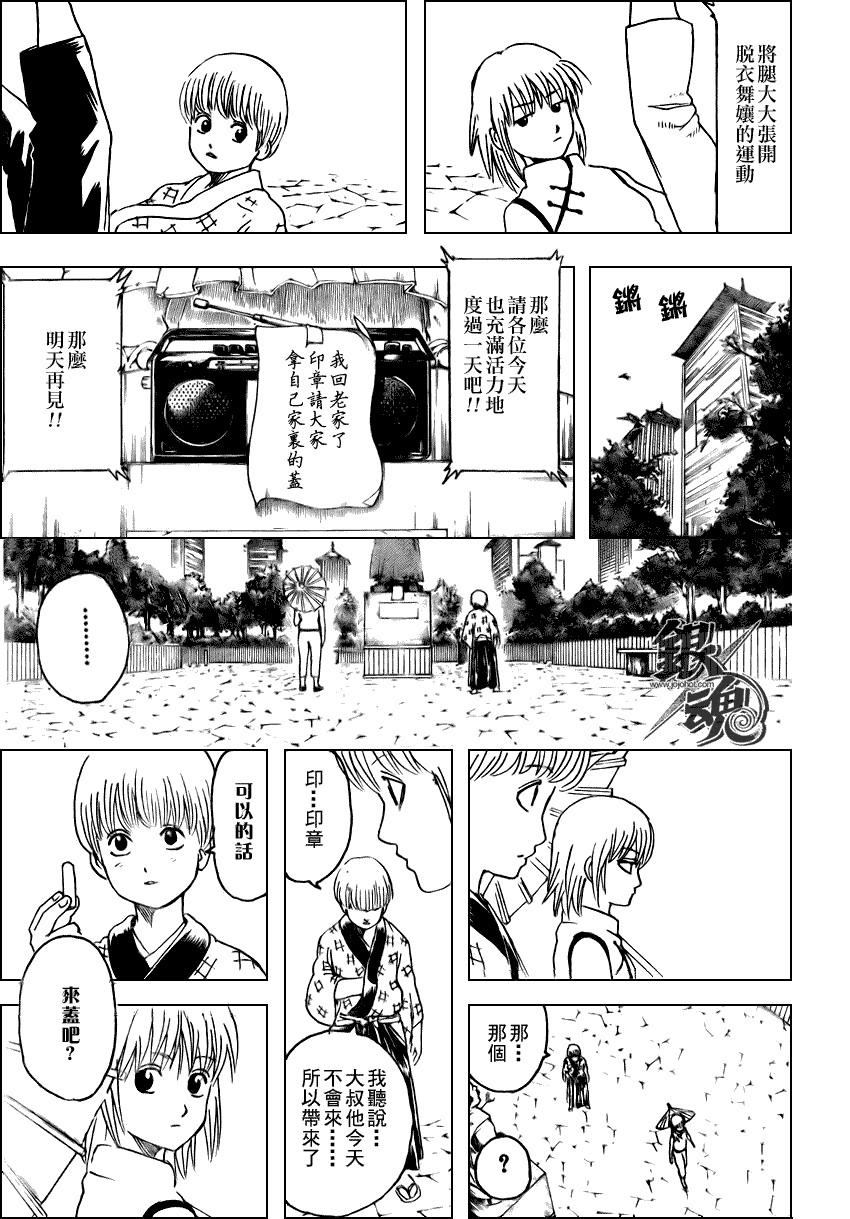 將腿大大張開
脫衣舞孃的運動
鏘
鏘
那麼
請各位今天
也充滿活力地
度過一天吧!!
我回老家了
印章請大家
拿自己家裏的蓋
那麼
明天再見!!
………
銀魂
www.jojohot.com
印…印章
可以的話
那…
那個
?
我聽說…
大叔他今天
不會來……
所以帶來了
來蓋吧?